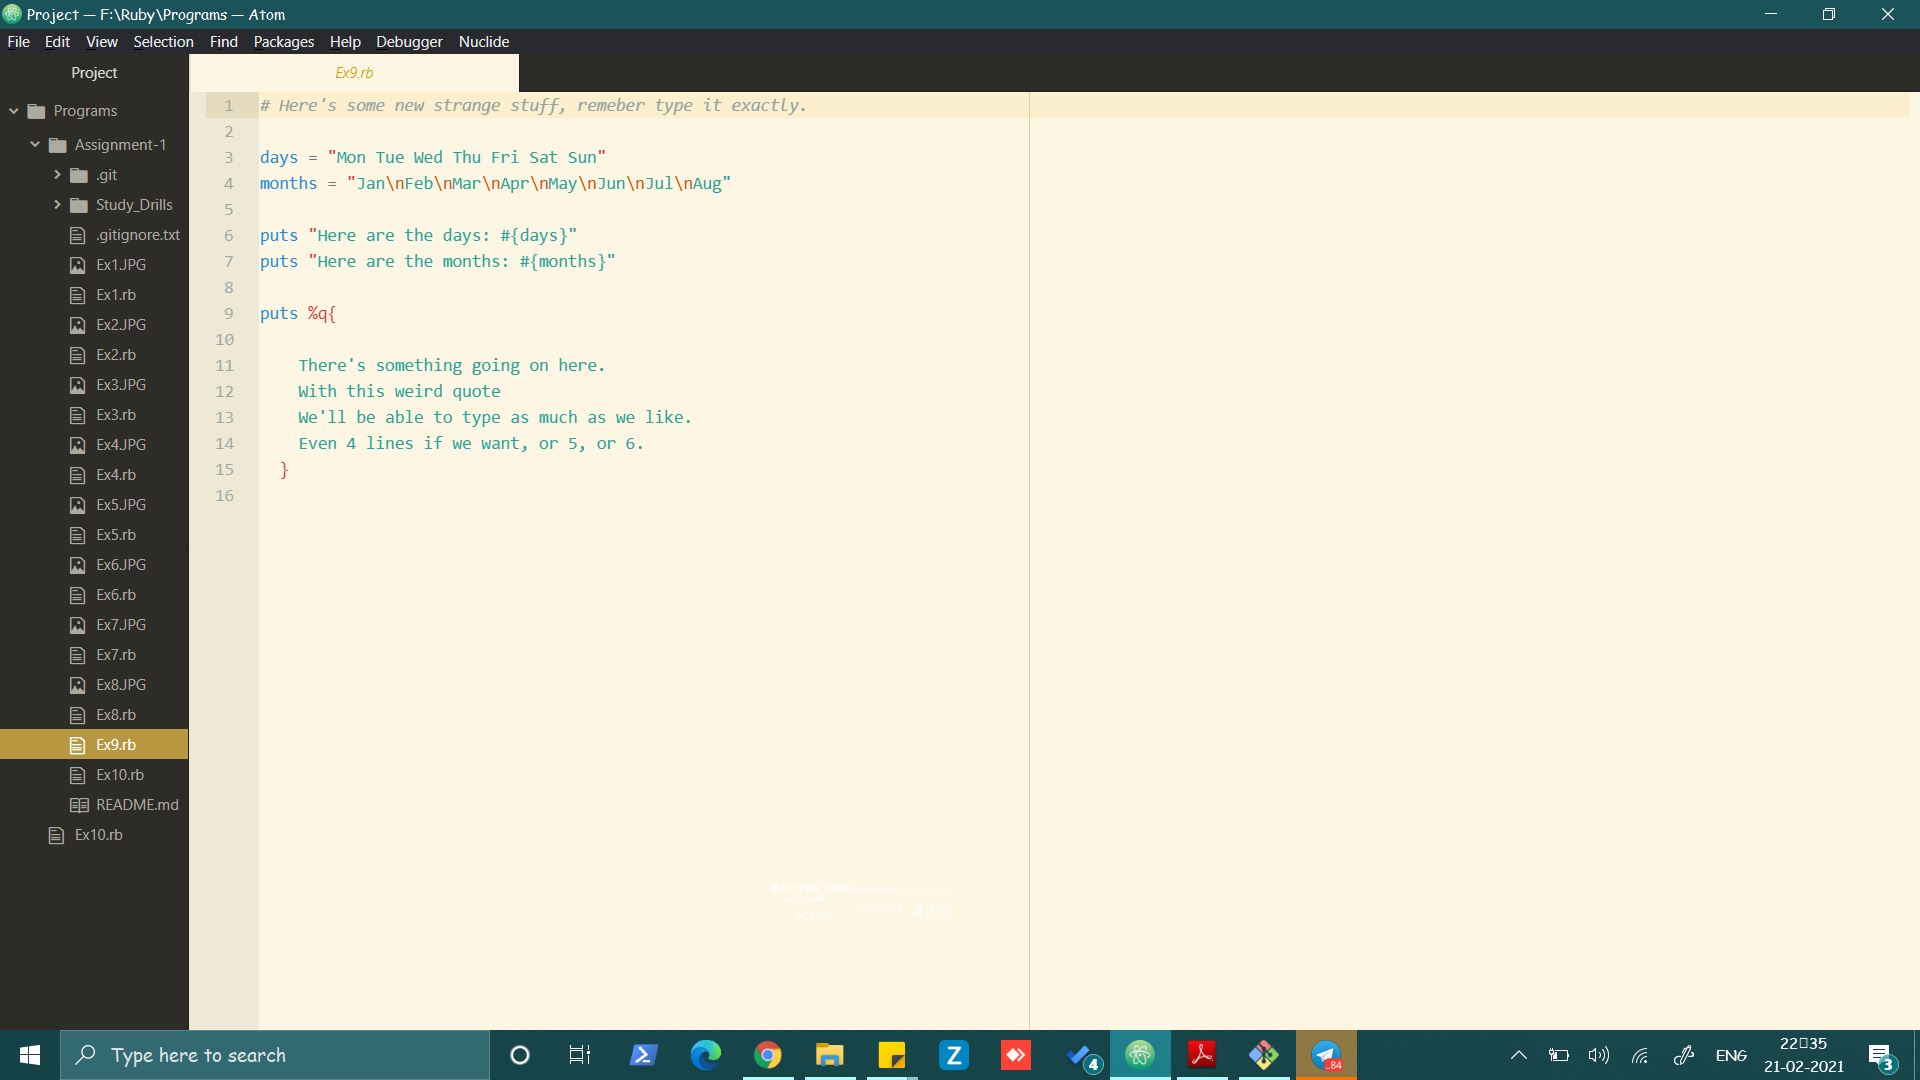 Project — F:\Ruby\Programs — Atom
File Edit View Selection Find Packages Help Debugger Nuclide
Project
Programs
Assignment-1
.git
Study_Drills
.gitignore.txt
Ex1.JPG
Ex1.rb
Ex2.JPG
Ex2.rb
Ex3.JPG
Ex3.rb
Ex4.JPG
Ex4.rb
Ex5.JPG
Ex5.rb
Ex6.JPG
Ex6.rb
Ex7.JPG
Ex7.rb
Ex8.JPG
Ex8.rb
Ex9.rb
Ex10.rb
README.md
Ex10.rb
Ex9.rb
1 # Here's some new strange stuff, remeber type it exactly.
2
3 days = "Mon Tue Wed Thu Fri Sat Sun"
4 months = "Jan\nFeb\nMar\nApr\nMay\nJun\nJul\nAug"
5
6 puts "Here are the days: #{days}"
7 puts "Here are the months: #{months}"
8
9 puts %q{
10
11 There's something going on here.
12 With this weird quote
13 We'll be able to type as much as we like.
14 Even 4 lines if we want, or 5, or 6.
15 }
16
BATTERY
42%
Type here to search
Z
4
..84
ENG
22▯35
21-02-2021
3